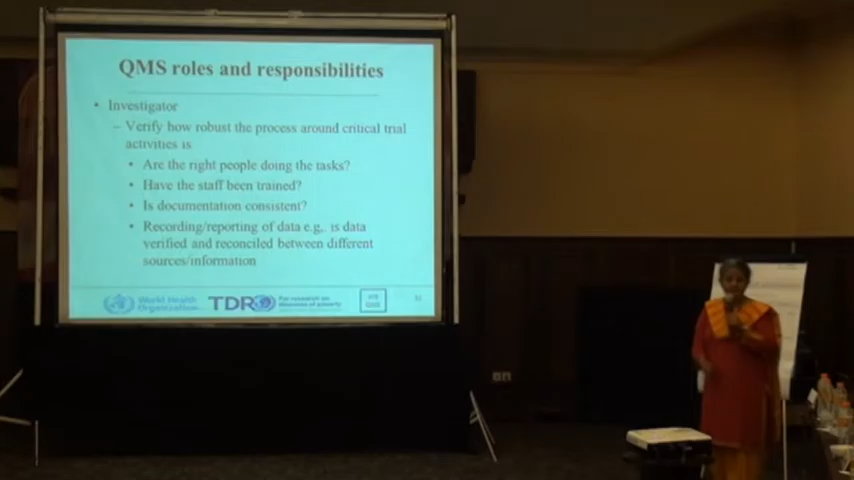 QMS roles and responsibilities
• Investigator
– Verify how robust the process around critical trial
activities is
• Are the right people doing the tasks?
• Have the staff been trained?
• Is documentation consistent?
• Recording/reporting of data e.g,. is data
verified and reconciled between different
sources/information
World Health
Organization
TDR
For research on
diseases of poverty